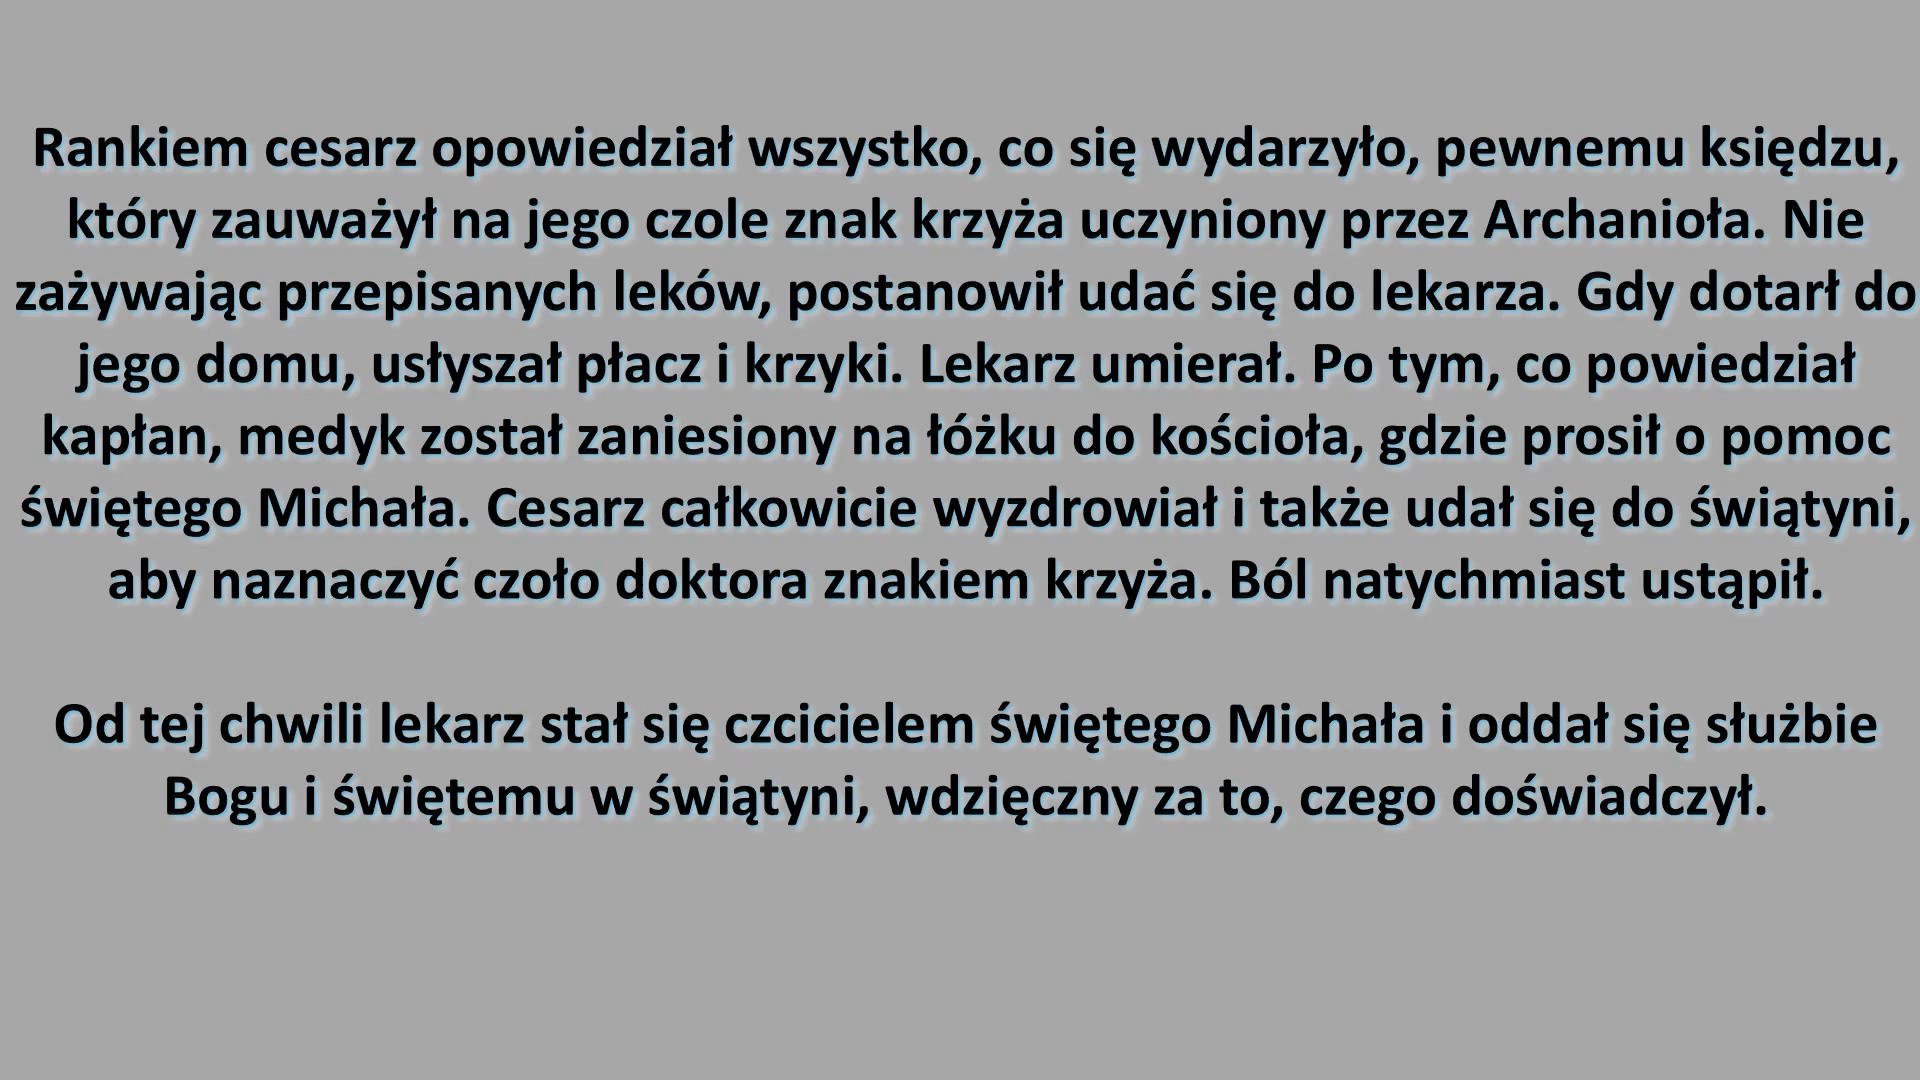 Rankiem cesarz opowiedział wszystko, co się wydarzyło, pewnemu księdzu,
który zauważył na jego czole znak krzyża uczyniony przez Archanioła. Nie
zażywając przepisanych leków, postanowił udać się do lekarza. Gdy dotarł do
jego domu, usłyszał płacz i krzyki. Lekarz umierał. Po tym, co powiedział
kapłan, medyk został zaniesiony na łóżku do kościoła, gdzie prosił o pomoc
świętego Michała. Cesarz całkowicie wyzdrowiał i także udał się do świątyni,
aby naznaczyć czoło doktora znakiem krzyża. Ból natychmiast ustąpił.
Od tej chwili lekarz stał się czcicielem świętego Michała i oddał się służbie
Bogu i świętemu w świątyni, wdzięczny za to, czego doświadczył.